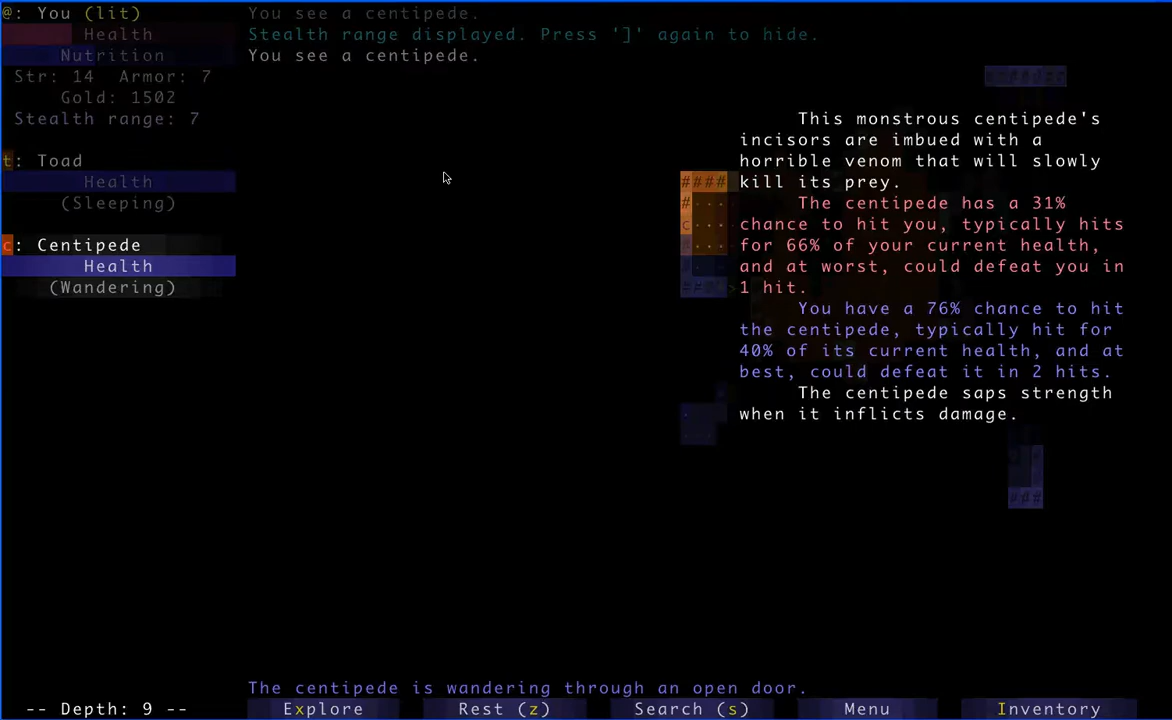 @: You (lit)
Health
Nutrition
Str: 14  Armor: 7
Gold: 1502
Stealth range: 7
t: Toad
Health
(Sleeping)
c: Centipede
Health
(Wandering)
-- Depth: 9 --
You see a centipede.
Stealth range displayed. Press ']' again to hide.
You see a centipede.
This monstrous centipede's
incisors are imbued with a
horrible venom that will slowly
kill its prey.
The centipede has a 31%
chance to hit you, typically hits
for 66% of your current health,
and at worst, could defeat you in
1 hit.
You have a 76% chance to hit
the centipede, typically hit for
40% of its current health, and at
best, could defeat it in 2 hits.
The centipede saps strength
when it inflicts damage.
####
#...
c...
...
###
The centipede is wandering through an open door.
Explore  Rest (z)  Search (s)  Menu  Inventory